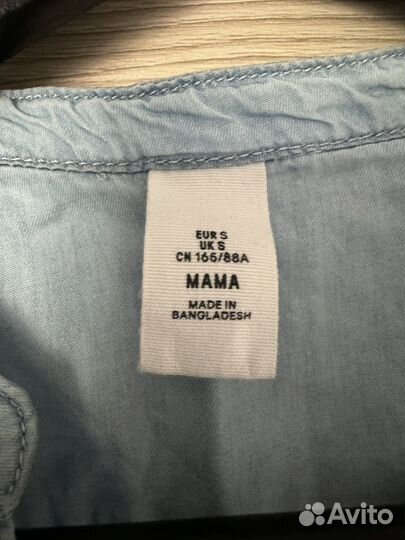 EUR S
UK S
CN 165/88A
MAMA
MADE IN
BANGLADESH
Avito